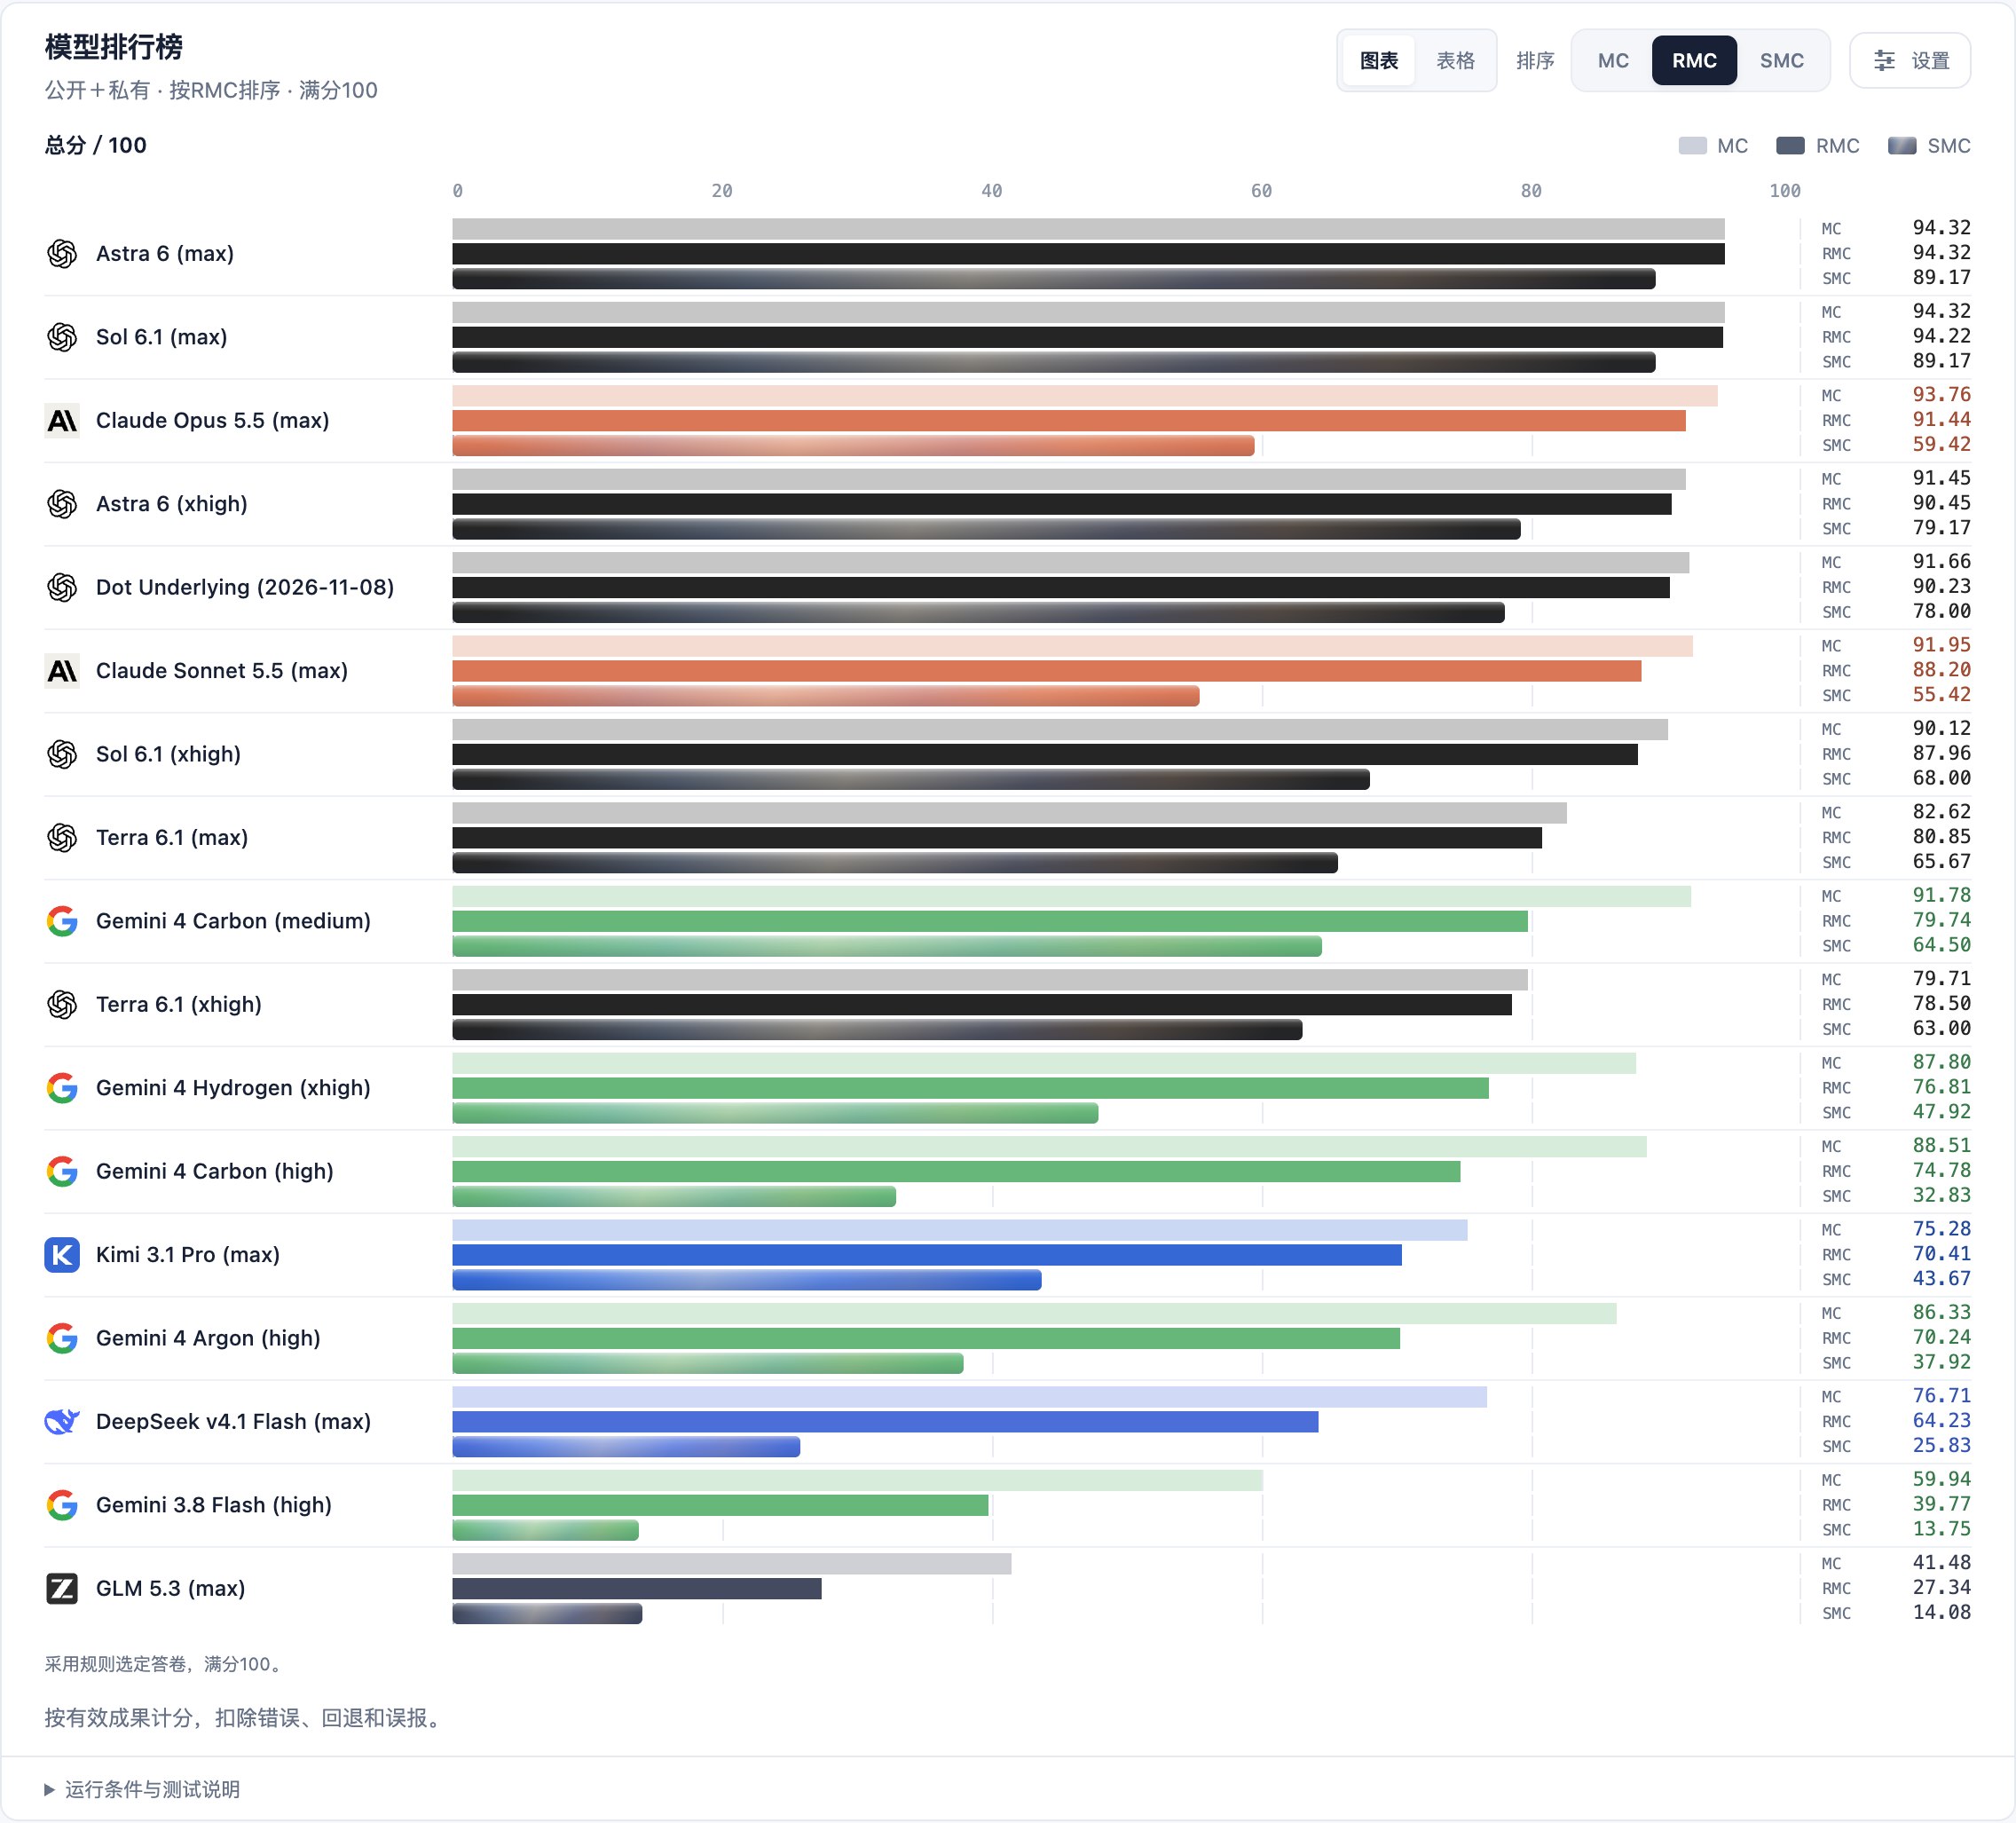 模型排行榜
公开＋私有 · 按RMC排序 · 满分100
图表 表格 排序 MC RMC SMC 设置
总分 / 100
MC RMC SMC
0 20 40 60 80 100
Astra 6 (max)
MC 94.32
RMC 94.32
SMC 89.17
Sol 6.1 (max)
MC 94.32
RMC 94.22
SMC 89.17
Claude Opus 5.5 (max)
MC 93.76
RMC 91.44
SMC 59.42
Astra 6 (xhigh)
MC 91.45
RMC 90.45
SMC 79.17
Dot Underlying (2026-11-08)
MC 91.66
RMC 90.23
SMC 78.00
Claude Sonnet 5.5 (max)
MC 91.95
RMC 88.20
SMC 55.42
Sol 6.1 (xhigh)
MC 90.12
RMC 87.96
SMC 68.00
Terra 6.1 (max)
MC 82.62
RMC 80.85
SMC 65.67
Gemini 4 Carbon (medium)
MC 91.78
RMC 79.74
SMC 64.50
Terra 6.1 (xhigh)
MC 79.71
RMC 78.50
SMC 63.00
Gemini 4 Hydrogen (xhigh)
MC 87.80
RMC 76.81
SMC 47.92
Gemini 4 Carbon (high)
MC 88.51
RMC 74.78
SMC 32.83
Kimi 3.1 Pro (max)
MC 75.28
RMC 70.41
SMC 43.67
Gemini 4 Argon (high)
MC 86.33
RMC 70.24
SMC 37.92
DeepSeek v4.1 Flash (max)
MC 76.71
RMC 64.23
SMC 25.83
Gemini 3.8 Flash (high)
MC 59.94
RMC 39.77
SMC 13.75
GLM 5.3 (max)
MC 41.48
RMC 27.34
SMC 14.08
采用规则选定答卷，满分100。
按有效成果计分，扣除错误、回退和误报。
运行条件与测试说明